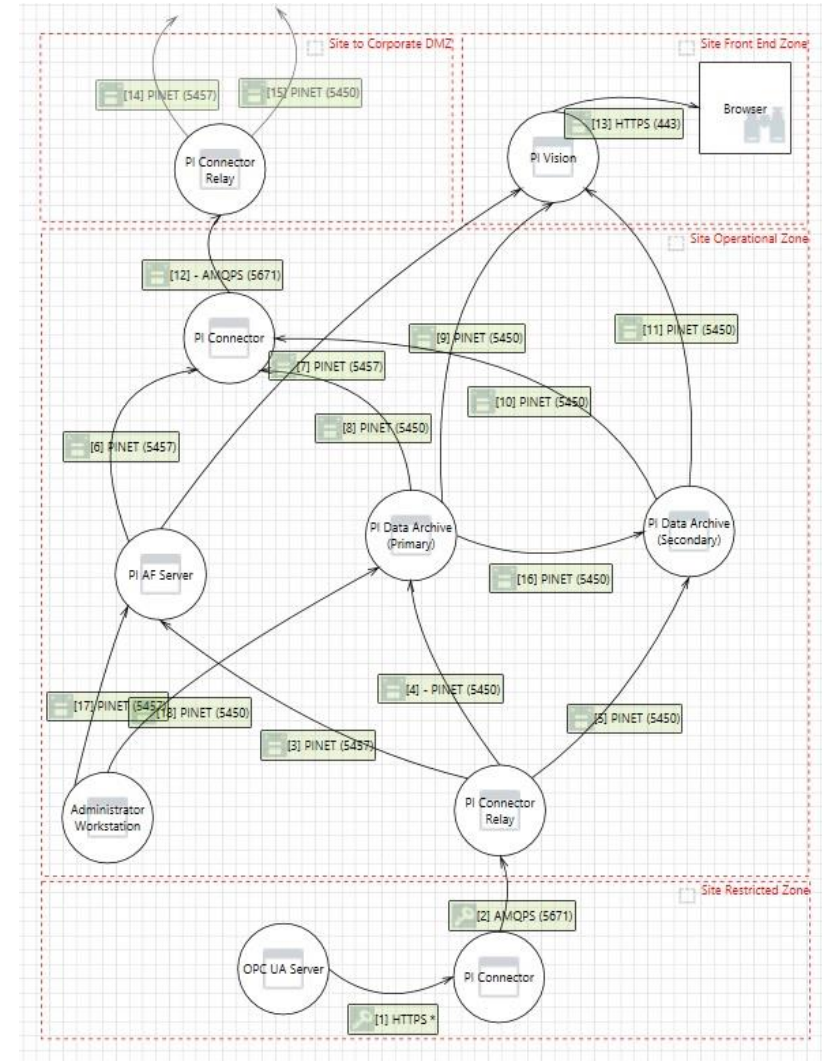 Site to Corporate DMZ
Site Front End Zone
[14] PINET (5457)
[15] PINET (5450)
Browser
[13] HTTPS (443)
PI Connector
Relay
PI Vision
Site Operational Zone
[12] - AMQPS (5671)
[11] PINET (5450)
PI Connector
[9] PINET (5450)
[7] PINET (5457)
[10] PINET (5450)
[8] PINET (5450)
[6] PINET (5457)
PI Data Archive
(Primary)
PI Data Archive
(Secondary)
PI AF Server
[16] PINET (5450)
[4] - PINET (5450)
[17] PINET (5457)
[18] PINET (5450)
[5] PINET (5450)
[3] PINET (5457)
Administrator
Workstation
PI Connector
Relay
Site Restricted Zone
[2] AMQPS (5671)
OPC UA Server
PI Connector
[1] HTTPS *